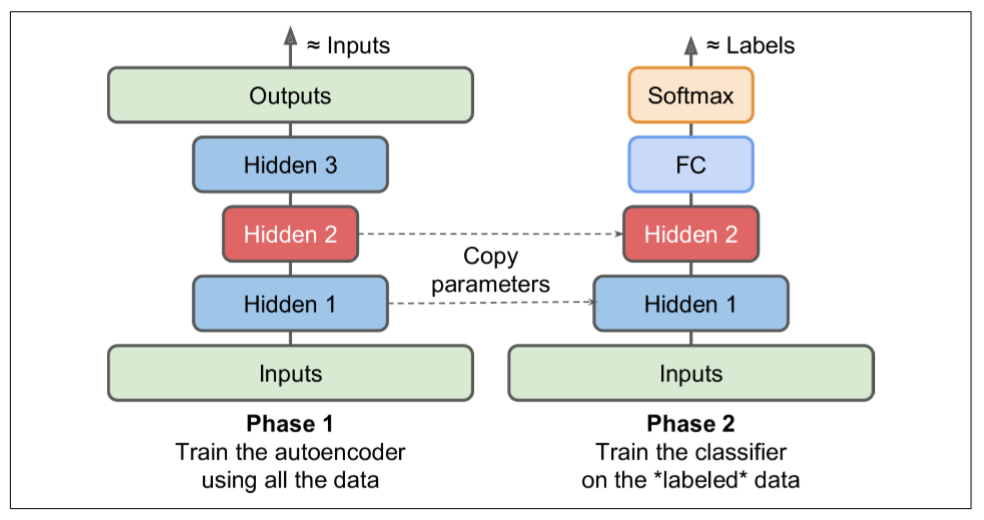 ≈ Inputs
Outputs
Hidden 3
Hidden 2
Hidden 1
Inputs
Phase 1
Train the autoencoder
using all the data
Copy
parameters
≈ Labels
Softmax
FC
Hidden 2
Hidden 1
Inputs
Phase 2
Train the classifier
on the *labeled* data